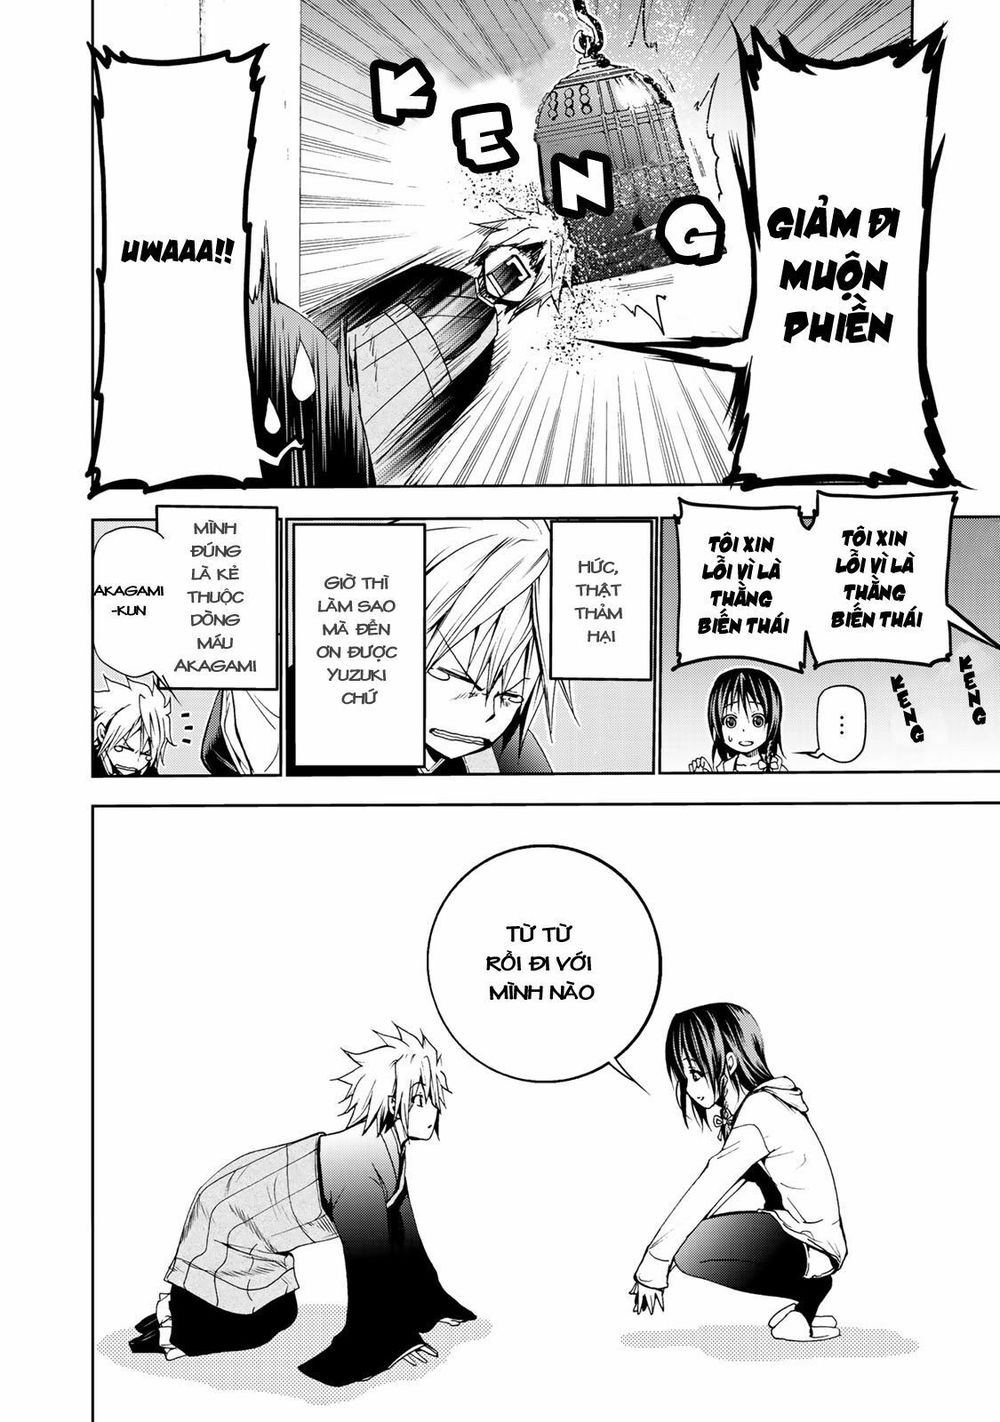 GIẢM ĐI
MUỘN
PHIỀN
KENG
UWAAA!!
TÔI XIN
LỖI VÌ LÀ
THẰNG
BIẾN THÁI
TÔI XIN
LỖI VÌ LÀ
THẰNG
BIẾN THÁI
KENG
KENG
...
HỨC,
THẬT
THẢM
HẠI
GIỜ THÌ
LÀM SAO
MÀ ĐỀN
ƠN ĐƯỢC
YUZUKI
CHỨ
MÌNH
ĐÚNG
LÀ KẺ
THUỘC
DÒNG
MÁU
AKAGAMI
AKAGAMI
-KUN
TỪ TỪ
RỒI ĐI VỚI
MÌNH NÀO